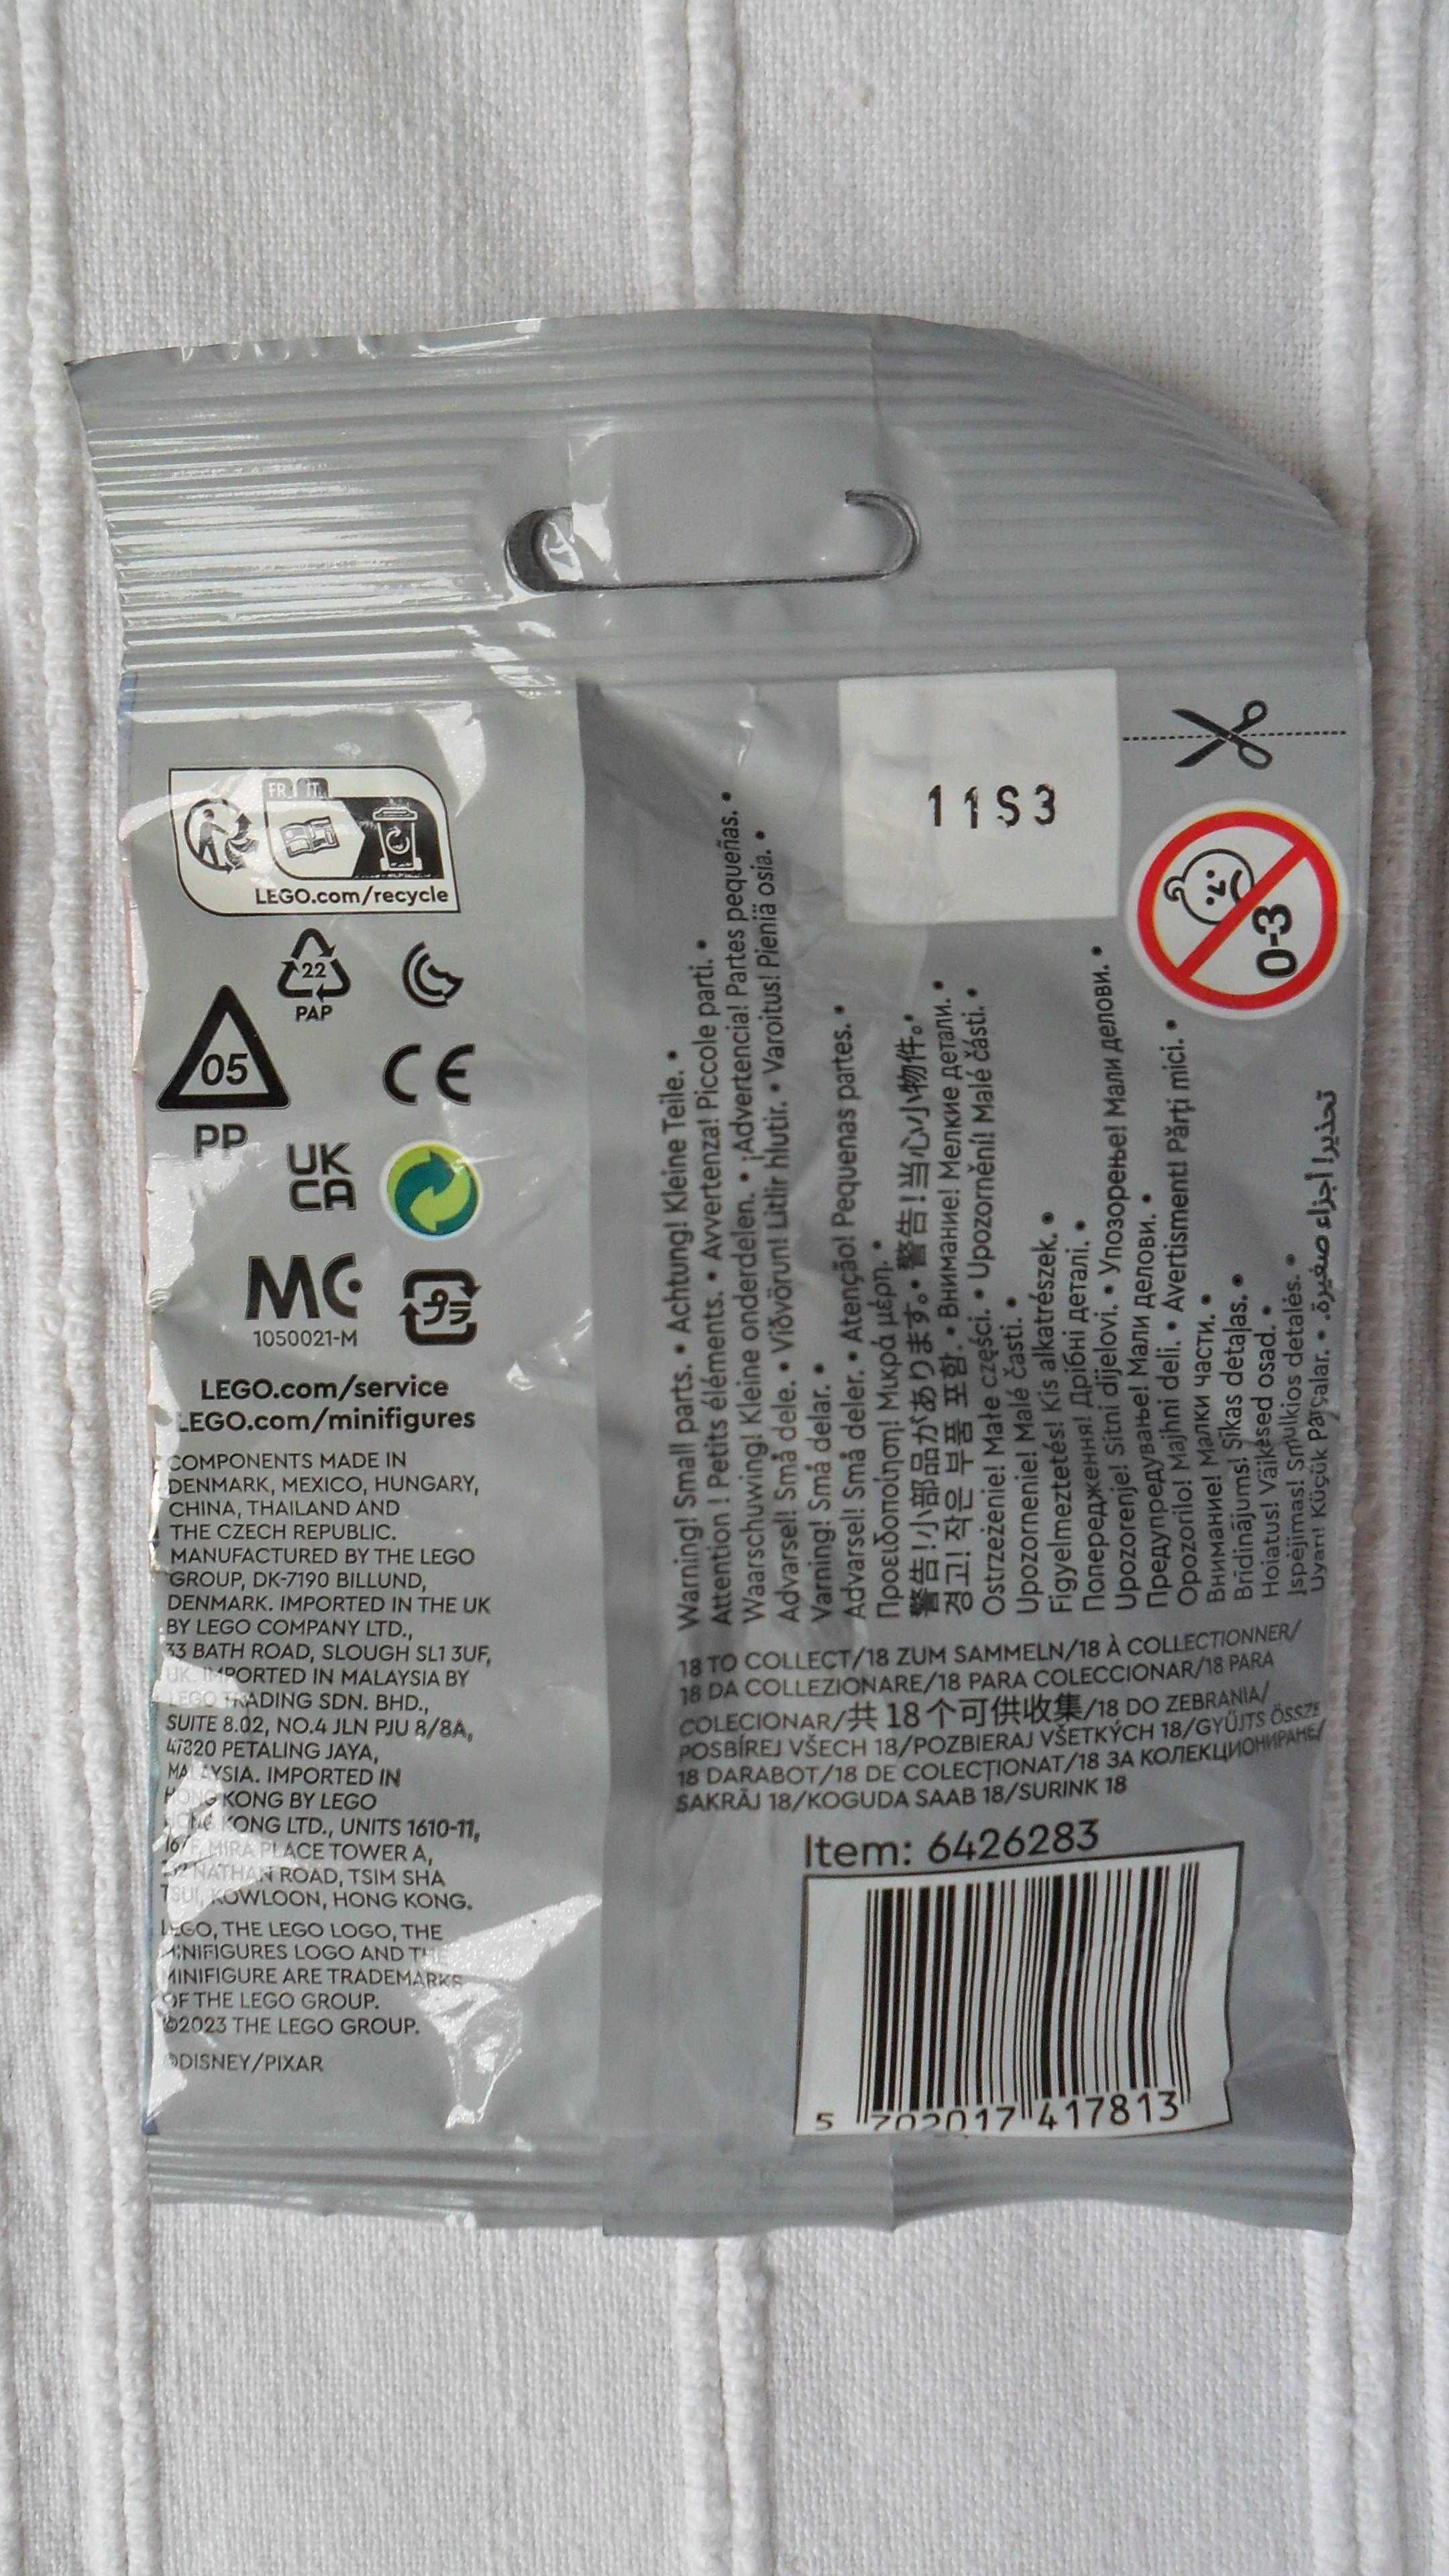 FR IT
LEGO.com/recycle
22
PAP
05
PP
CE
UK
CA
MC
1050021-M
プラ
LEGO.com/service
LEGO.com/minifigures
COMPONENTS MADE IN
DENMARK, MEXICO, HUNGARY,
CHINA, THAILAND AND
THE CZECH REPUBLIC.
MANUFACTURED BY THE LEGO
GROUP, DK-7190 BILLUND,
DENMARK. IMPORTED IN THE UK
BY LEGO COMPANY LTD.,
33 BATH ROAD, SLOUGH SL1 3UF,
UK. IMPORTED IN MALAYSIA BY
LEGO TRADING SDN. BHD.,
SUITE 8.02, NO.4 JLN PJU 8/8A,
47820 PETALING JAYA,
MALAYSIA. IMPORTED IN
HONG KONG BY LEGO
HONG KONG LTD., UNITS 1610-11,
16/F, MIRA PLACE TOWER A,
132 NATHAN ROAD, TSIM SHA
TSUI, KOWLOON, HONG KONG.
LEGO, THE LEGO LOGO, THE
MINIFIGURES LOGO AND THE
MINIFIGURE ARE TRADEMARKS
OF THE LEGO GROUP.
©2023 THE LEGO GROUP.
©DISNEY/PIXAR
11S3
0-3
Warning! Small parts. • Achtung! Kleine Teile. •
Attention ! Petits éléments. • Avvertenza! Piccole parti. •
Waarschuwing! Kleine onderdelen. • ¡Advertencia! Partes pequeñas. •
Advarsel! Små dele. • Viðvörun! Litlir hlutir. • Varoitus! Pieniä osia. •
Varning! Små delar. •
Advarsel! Små deler. • Atenção! Pequenas partes. •
Προειδοποίηση! Μικρά μέρη. •
警告!小部品があります。• 警告!当心小物件。•
경고! 작은 부품 포함. • Внимание! Мелкие детали. •
Ostrzeżenie! Małe części. • Upozornění! Malé části. •
Upozornenie! Malé časti. •
Figyelmeztetés! Kis alkatrészek. •
Попередження! Дрібні деталі. •
Upozorenje! Sitni dijelovi. • Упозорење! Мали делови. •
Предупредување! Мали делови. •
Opozorilo! Majhni deli. • Avertisment! Părți mici. •
Внимание! Малки части. •
Brīdinājums! Sīkas detaļas. •
Hoiatus! Väikesed osad. •
Įspėjimas! Smulkios detalės. •
Uyarı! Küçük Parçalar. • تحذير! أجزاء صغيرة.
18 TO COLLECT/18 ZUM SAMMELN/18 À COLLECTIONNER/
18 DA COLLEZIONARE/18 PARA COLECCIONAR/18 PARA
COLECIONAR/共 18 个可供收集/18 DO ZEBRANIA/
POSBÍREJ VŠECH 18/POZBIERAJ VŠETKÝCH 18/GYŰJTS ÖSSZE
18 DARABOT/18 DE COLECȚIONAT/18 ЗА КОЛЕКЦИОНИРАНЕ/
SAKRĀJ 18/KOGUDA SAAB 18/SURINK 18
Item: 6426283
5 702017 417813